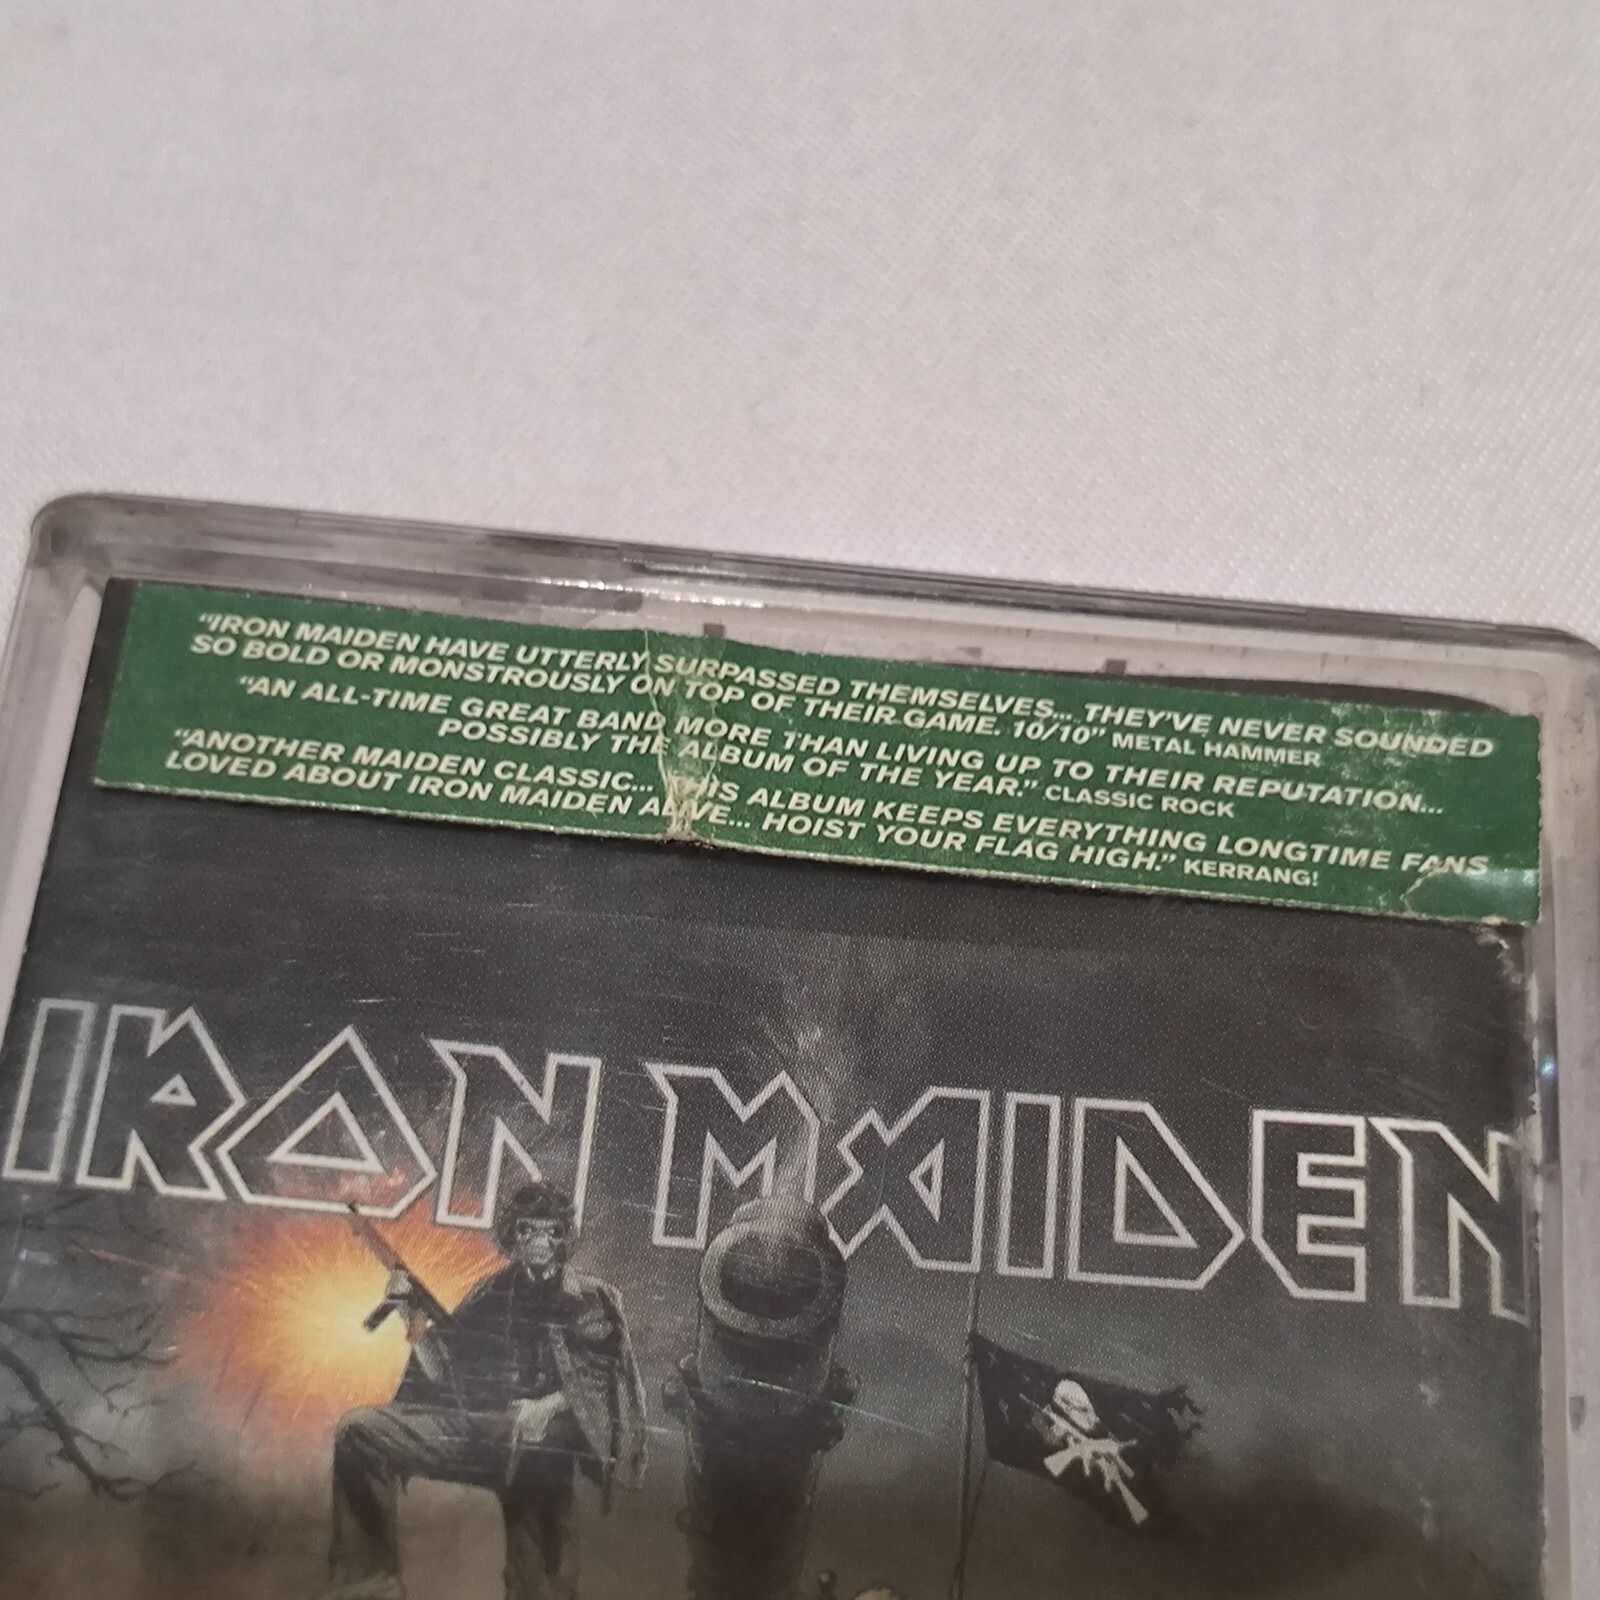 "IRON MAIDEN HAVE UTTERLY SURPASSED THEMSELVES... THEY'VE NEVER SOUNDED
SO BOLD OR MONSTROUSLY ON TOP OF THEIR GAME. 10/10" METAL HAMMER
"AN ALL-TIME GREAT BAND MORE THAN LIVING UP TO THEIR REPUTATION...
POSSIBLY THE ALBUM OF THE YEAR." CLASSIC ROCK
"ANOTHER MAIDEN CLASSIC... THIS ALBUM KEEPS EVERYTHING LONGTIME FANS
LOVED ABOUT IRON MAIDEN ALIVE... HOIST YOUR FLAG HIGH." KERRANG!
IRON MAIDEN